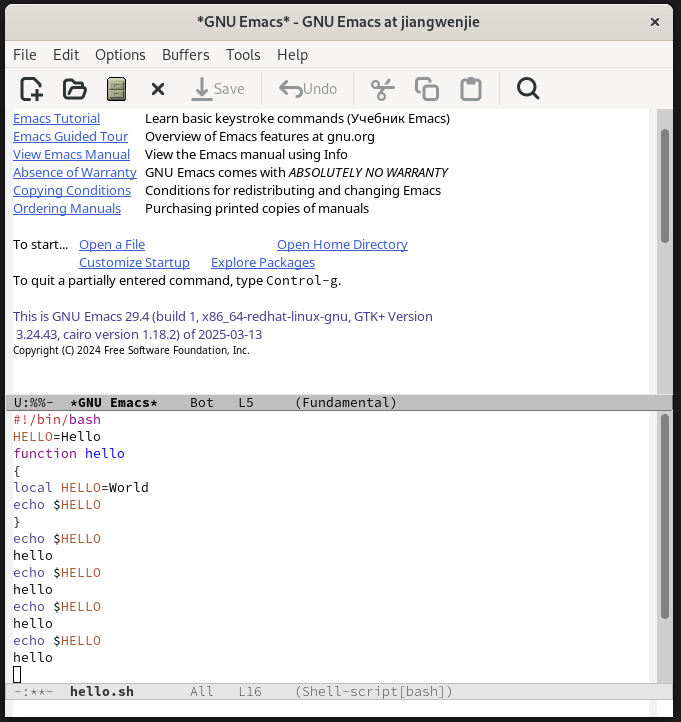 *GNU Emacs* - GNU Emacs at jiangwenjie
File Edit Options Buffers Tools Help
Save Undo
Emacs Tutorial Learn basic keystroke commands (Учебник Emacs)
Emacs Guided Tour Overview of Emacs features at gnu.org
View Emacs Manual View the Emacs manual using Info
Absence of Warranty GNU Emacs comes with ABSOLUTELY NO WARRANTY
Copying Conditions Conditions for redistributing and changing Emacs
Ordering Manuals Purchasing printed copies of manuals
To start... Open a File Open Home Directory
Customize Startup Explore Packages
To quit a partially entered command, type Control-g.
This is GNU Emacs 29.4 (build 1, x86_64-redhat-linux-gnu, GTK+ Version
3.24.43, cairo version 1.18.2) of 2025-03-13
Copyright (C) 2024 Free Software Foundation, Inc.
U:%%- *GNU Emacs* Bot L5 (Fundamental)
#!/bin/bash
HELLO=Hello
function hello
{
local HELLO=World
echo $HELLO
}
echo $HELLO
hello
echo $HELLO
hello
echo $HELLO
hello
echo $HELLO
hello
-:**- hello.sh All L16 (Shell-script[bash])